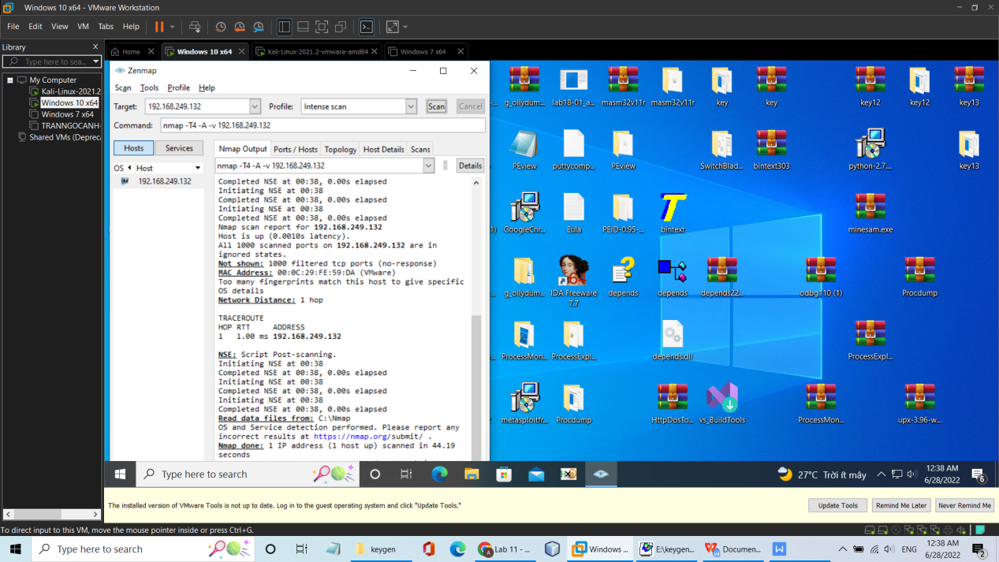 Windows 10 x64 - VMware Workstation
File Edit View VM Tabs Help
Library
Type here to sea...
My Computer
Kali-Linux-2021.2
Windows 10 x64
Windows 7 x64
TRANNGOCANH-
Shared VMs (Depreca
Home
Windows 10 x64
Kali-Linux-2021.2-vmware-amd64
Windows 7 x64
Zenmap
Scan Tools Profile Help
Target: 192.168.249.132 Profile: Intense scan Scan Cancel
Command: nmap -T4 -A -v 192.168.249.132
Hosts Services
OS Host
192.168.249.132
Nmap Output Ports / Hosts Topology Host Details Scans
nmap -T4 -A -v 192.168.249.132 Details
Completed NSE at 00:38, 0.00s elapsed
Initiating NSE at 00:38
Completed NSE at 00:38, 0.00s elapsed
Initiating NSE at 00:38
Completed NSE at 00:38, 0.00s elapsed
Nmap scan report for 192.168.249.132
Host is up (0.0010s latency).
All 1000 scanned ports on 192.168.249.132 are in
ignored states.
Not shown: 1000 filtered tcp ports (no-response)
MAC Address: 00:0C:29:FE:59:DA (VMware)
Too many fingerprints match this host to give specific
OS details
Network Distance: 1 hop
TRACEROUTE
HOP RTT ADDRESS
1 1.00 ms 192.168.249.132
NSE: Script Post-scanning.
Initiating NSE at 00:38
Completed NSE at 00:38, 0.00s elapsed
Initiating NSE at 00:38
Completed NSE at 00:38, 0.00s elapsed
Initiating NSE at 00:38
Completed NSE at 00:38, 0.00s elapsed
Read data files from: C:\Nmap
OS and Service detection performed. Please report any
incorrect results at https://nmap.org/submit/ .
Nmap done: 1 IP address (1 host up) scanned in 44.19
seconds
g_ollydum... lab18-01_a... masm32v11r masm32v11r key key key12 key12 key13
PEview puttycomp... PEview SwitchBlad... bintext303 python-2.7.... key13
1) GoogleChr... Eula PEiD-0.95-... bintext minesam.exe
64
g_ollydum... IDA Freeware
7.7 depends depends depends22... odbg110 (1) Procdump
ProcessMon... ProcessExpl... depends.dll ProcessExpl...
metasploitfr... Procdump HttpDosTo... vs_BuildTools ProcessMon... upx-3.96-w...
Type here to search
27°C Trời ít mây
12:38 AM
6/28/2022
6
The installed version of VMware Tools is not up to date. Log in to the guest operating system and click "Update Tools."
Update Tools Remind Me Later Never Remind Me
To direct input to this VM, move the mouse pointer inside or press Ctrl+G.
Type here to search
keygen
Lab 11 - ...
Windows ...
E:\keygen...
Documen...
ENG
12:38 AM
6/28/2022
2